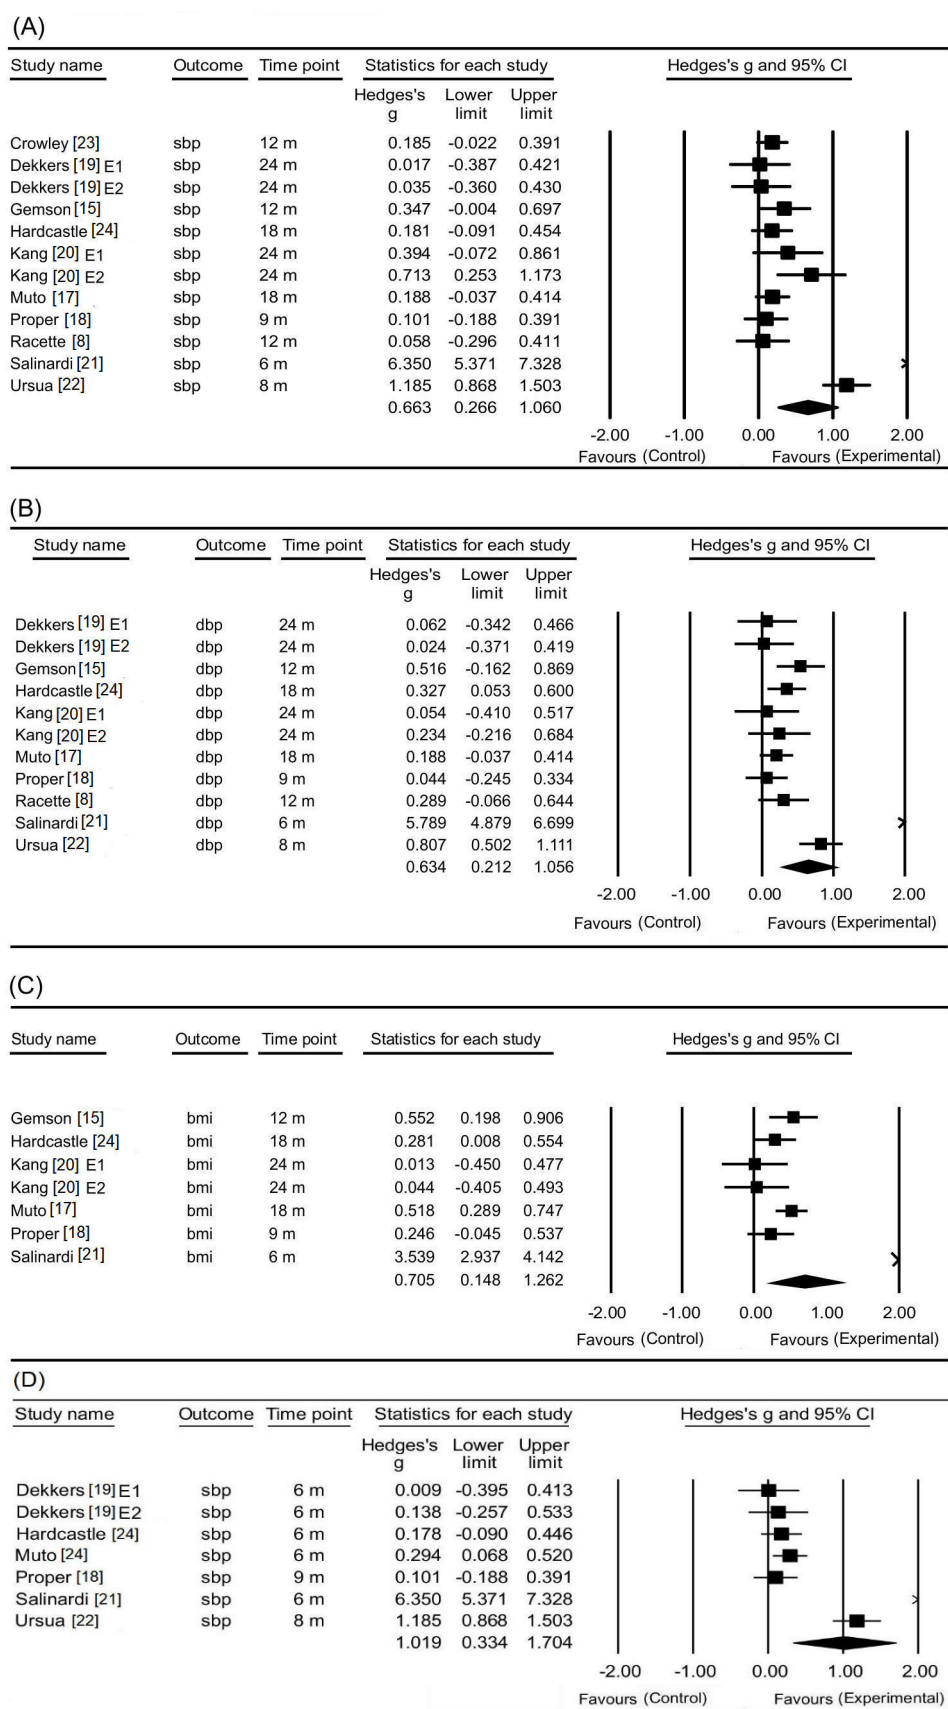 (A)
Study name Outcome Time point Statistics for each study Hedges's g and 95% CI
Hedges's Lower Upper
g limit limit
Crowley [23] sbp 12 m 0.185 -0.022 0.391
Dekkers [19] E1 sbp 24 m 0.017 -0.387 0.421
Dekkers [19] E2 sbp 24 m 0.035 -0.360 0.430
Gemson [15] sbp 12 m 0.347 -0.004 0.697
Hardcastle [24] sbp 18 m 0.181 -0.091 0.454
Kang [20] E1 sbp 24 m 0.394 -0.072 0.861
Kang [20] E2 sbp 24 m 0.713 0.253 1.173
Muto [17] sbp 18 m 0.188 -0.037 0.414
Proper [18] sbp 9 m 0.101 -0.188 0.391
Racette [8] sbp 12 m 0.058 -0.296 0.411
Salinardi [21] sbp 6 m 6.350 5.371 7.328
Ursua [22] sbp 8 m 1.185 0.868 1.503
0.663 0.266 1.060
-2.00 -1.00 0.00 1.00 2.00
Favours (Control) Favours (Experimental)
(B)
Study name Outcome Time point Statistics for each study Hedges's g and 95% CI
Hedges's Lower Upper
g limit limit
Dekkers [19] E1 dbp 24 m 0.062 -0.342 0.466
Dekkers [19] E2 dbp 24 m 0.024 -0.371 0.419
Gemson [15] dbp 12 m 0.516 -0.162 0.869
Hardcastle [24] dbp 18 m 0.327 0.053 0.600
Kang [20] E1 dbp 24 m 0.054 -0.410 0.517
Kang [20] E2 dbp 24 m 0.234 -0.216 0.684
Muto [17] dbp 18 m 0.188 -0.037 0.414
Proper [18] dbp 9 m 0.044 -0.245 0.334
Racette [8] dbp 12 m 0.289 -0.066 0.644
Salinardi [21] dbp 6 m 5.789 4.879 6.699
Ursua [22] dbp 8 m 0.807 0.502 1.111
0.634 0.212 1.056
-2.00 -1.00 0.00 1.00 2.00
Favours (Control) Favours (Experimental)
(C)
Study name Outcome Time point Statistics for each study Hedges's g and 95% CI
Gemson [15] bmi 12 m 0.552 0.198 0.906
Hardcastle [24] bmi 18 m 0.281 0.008 0.554
Kang [20] E1 bmi 24 m 0.013 -0.450 0.477
Kang [20] E2 bmi 24 m 0.044 -0.405 0.493
Muto [17] bmi 18 m 0.518 0.289 0.747
Proper [18] bmi 9 m 0.246 -0.045 0.537
Salinardi [21] bmi 6 m 3.539 2.937 4.142
0.705 0.148 1.262
-2.00 -1.00 0.00 1.00 2.00
Favours (Control) Favours (Experimental)
(D)
Study name Outcome Time point Statistics for each study Hedges's g and 95% CI
Hedges's Lower Upper
g limit limit
Dekkers [19] E1 sbp 6 m 0.009 -0.395 0.413
Dekkers [19] E2 sbp 6 m 0.138 -0.257 0.533
Hardcastle [24] sbp 6 m 0.178 -0.090 0.446
Muto [24] sbp 6 m 0.294 0.068 0.520
Proper [18] sbp 9 m 0.101 -0.188 0.391
Salinardi [21] sbp 6 m 6.350 5.371 7.328
Ursua [22] sbp 8 m 1.185 0.868 1.503
1.019 0.334 1.704
-2.00 -1.00 0.00 1.00 2.00
Favours (Control) Favours (Experimental)